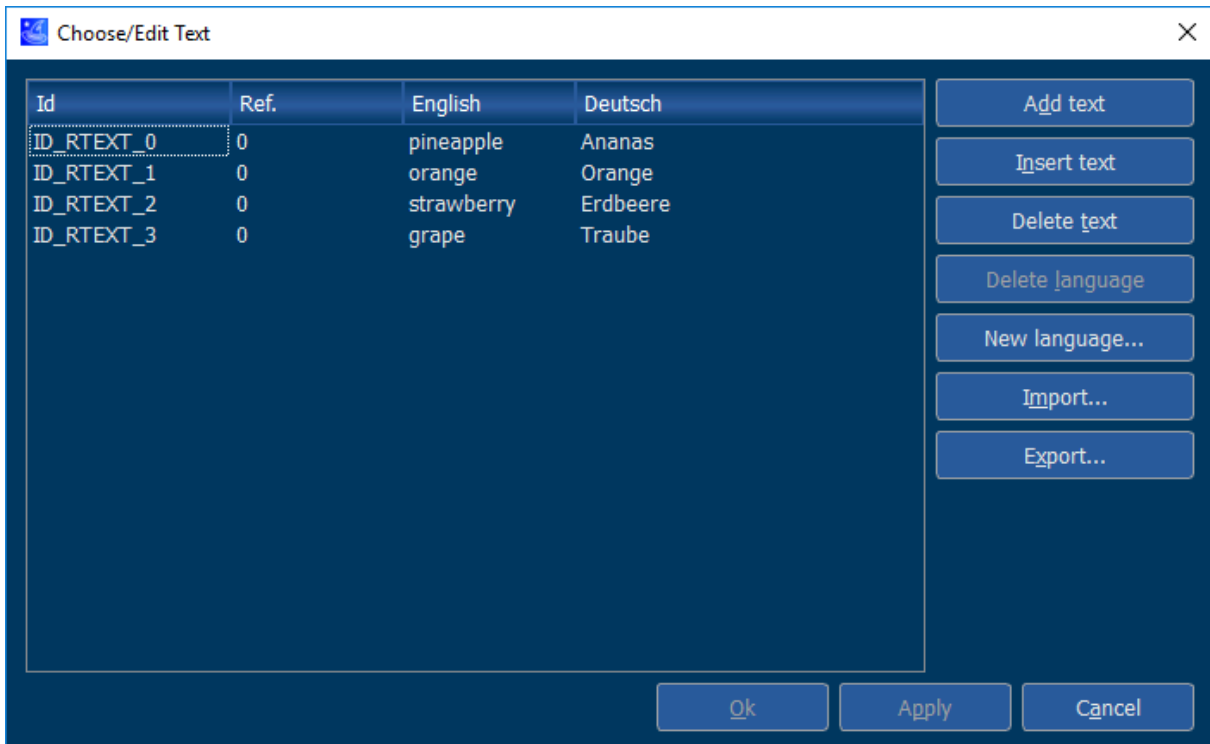 Choose/Edit Text
Id Ref. English Deutsch
ID_RTEXT_0 0 pineapple Ananas
ID_RTEXT_1 0 orange Orange
ID_RTEXT_2 0 strawberry Erdbeere
ID_RTEXT_3 0 grape Traube
Add text
Insert text
Delete text
Delete language
New language...
Import...
Export...
Ok Apply Cancel